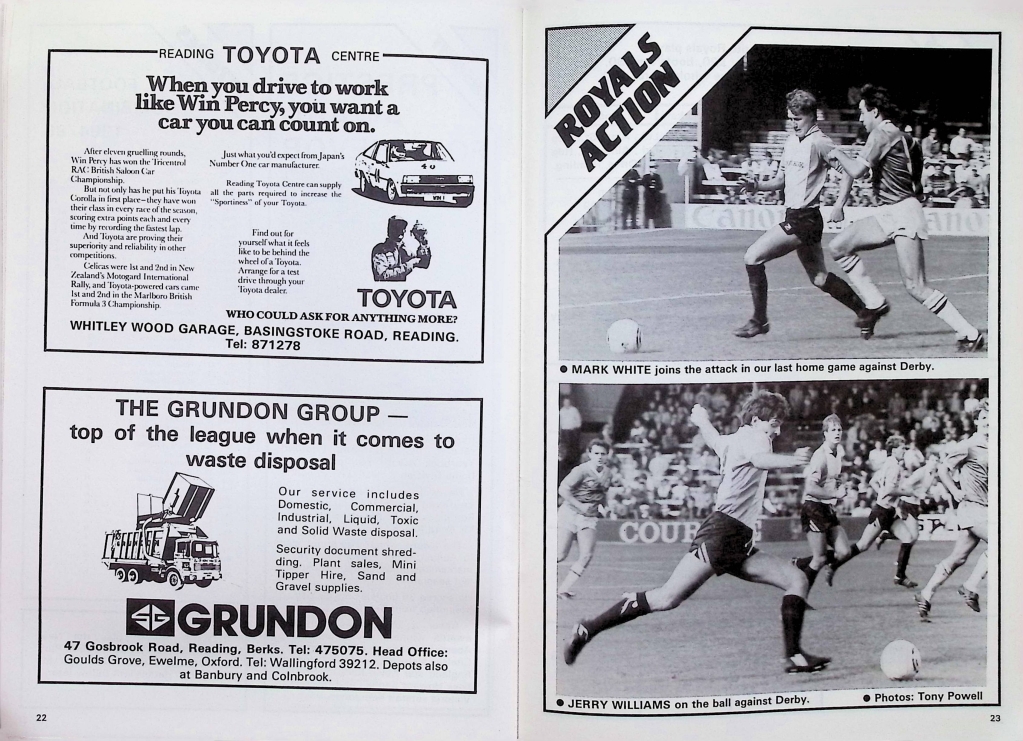 READING TOYOTA CENTRE
When you drive to work
like Win Percy, you want a
car you can count on.
After eleven gruelling rounds,
Win Percy has won the Tricentrol
RAC British Saloon Car
Championship.
But not only has he put his Toyota
Corolla in first place – they have won
their class in every race of the season,
scoring extra points each and every
time by recording the fastest lap.
And Toyota are proving their
superiority and reliability in other
competitions.
Celicas were 1st and 2nd in New
Zealand's Motogard International
Rally, and Toyota-powered cars came
1st and 2nd in the Marlboro British
Formula 3 Championship.
Just what you'd expect from Japan's
Number One car manufacturer.
Reading Toyota Centre can supply
all the parts required to increase the
"Sportiness" of your Toyota.
Find out for
yourself what it feels
like to be behind the
wheel of a Toyota.
Arrange for a test
drive through your
Toyota dealer.
40
WIN 1
TOYOTA
WHO COULD ASK FOR ANYTHING MORE?
WHITLEY WOOD GARAGE, BASINGSTOKE ROAD, READING.
Tel: 871278
THE GRUNDON GROUP —
top of the league when it comes to
waste disposal
Our service includes
Domestic, Commercial,
Industrial, Liquid, Toxic
and Solid Waste disposal.
Security document shred-
ding. Plant sales, Mini
Tipper Hire, Sand and
Gravel supplies.
SG GRUNDON
47 Gosbrook Road, Reading, Berks. Tel: 475075. Head Office:
Goulds Grove, Ewelme, Oxford. Tel: Wallingford 39212. Depots also
at Banbury and Colnbrook.
22
ROYALS
ACTION
Canon
Canon
● MARK WHITE joins the attack in our last home game against Derby.
COURAGE
● JERRY WILLIAMS on the ball against Derby.
● Photos: Tony Powell
23